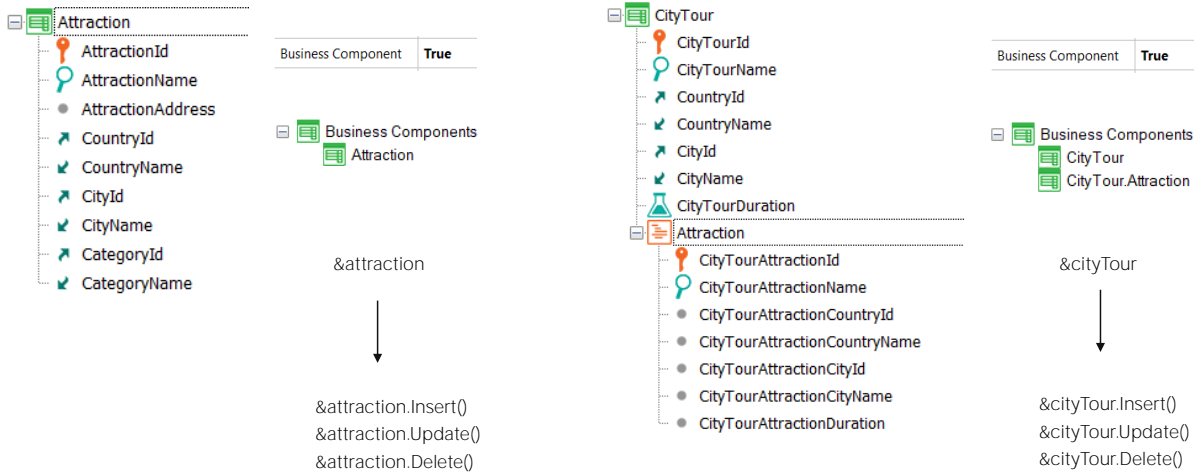 Attraction
AttractionId
AttractionName
AttractionAddress
CountryId
CountryName
CityId
CityName
CategoryId
CategoryName
Business Component True
Business Components
Attraction
&attraction
&attraction.Insert()
&attraction.Update()
&attraction.Delete()
CityTour
CityTourId
CityTourName
CountryId
CountryName
CityId
CityName
CityTourDuration
Attraction
CityTourAttractionId
CityTourAttractionName
CityTourAttractionCountryId
CityTourAttractionCountryName
CityTourAttractionCityId
CityTourAttractionCityName
CityTourAttractionDuration
Business Component True
Business Components
CityTour
CityTour.Attraction
&cityTour
&cityTour.Insert()
&cityTour.Update()
&cityTour.Delete()